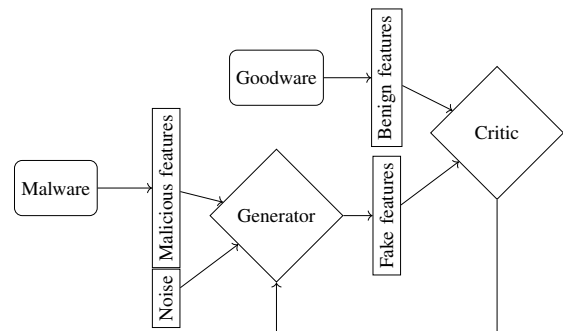 Goodware
Benign features
Critic
Malware
Malicious features
Generator
Fake features
Noise